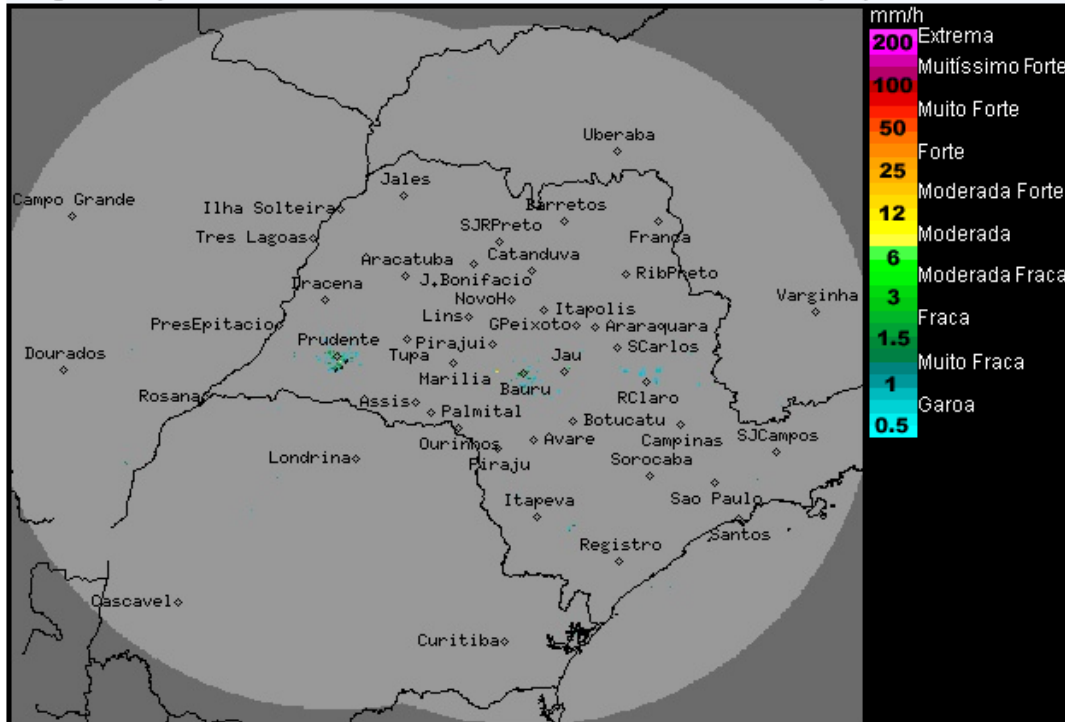 mm/h
200 Extrema
Muitíssimo Forte
100
Muito Forte
50
Forte
25
Moderada Forte
12
Moderada
6
Moderada Fraca
3
Fraca
1.5
Muito Fraca
1
Garoa
0.5
Uberaba
Jales
Campo Grande
Ilha Solteira
Barretos
SJRPreto
Franca
Tres Lagoas
Catanduva
Aracatuba
RibPreto
J.Bonifacio
Dracena
NovoH
Varginha
Itapolis
Lins
PresEpitacio
GPeixoto
Araraquara
Prudente
Pirajui
SCarlos
Dourados
Tupa
Jau
Marilia
Bauru
Rosana
Assis
RClaro
Palmital
Botucatu
Campinas
SJCampos
Ourinhos
Avare
Londrina
Piraju
Sorocaba
Itapeva
Sao Paulo
Santos
Registro
Cascavel
Curitiba